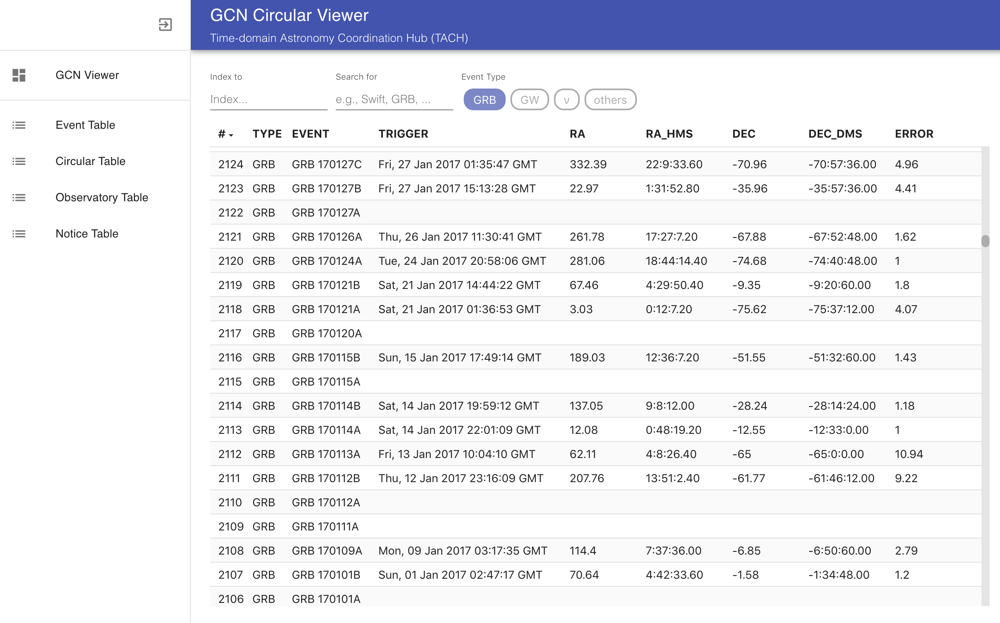 GCN Circular Viewer
Time-domain Astronomy Coordination Hub (TACH)
GCN Viewer
Event Table
Circular Table
Observatory Table
Notice Table
Index to Search for Event Type
Index... e.g., Swift, GRB, ... GRB GW ν others
# TYPE EVENT TRIGGER RA RA_HMS DEC DEC_DMS ERROR
2124 GRB GRB 170127C Fri, 27 Jan 2017 01:35:47 GMT 332.39 22:9:33.60 -70.96 -70:57:36.00 4.96
2123 GRB GRB 170127B Fri, 27 Jan 2017 15:13:28 GMT 22.97 1:31:52.80 -35.96 -35:57:36.00 4.41
2122 GRB GRB 170127A
2121 GRB GRB 170126A Thu, 26 Jan 2017 11:30:41 GMT 261.78 17:27:7.20 -67.88 -67:52:48.00 1.62
2120 GRB GRB 170124A Tue, 24 Jan 2017 20:58:06 GMT 281.06 18:44:14.40 -74.68 -74:40:48.00 1
2119 GRB GRB 170121B Sat, 21 Jan 2017 14:44:22 GMT 67.46 4:29:50.40 -9.35 -9:20:60.00 1.8
2118 GRB GRB 170121A Sat, 21 Jan 2017 01:36:53 GMT 3.03 0:12:7.20 -75.62 -75:37:12.00 4.07
2117 GRB GRB 170120A
2116 GRB GRB 170115B Sun, 15 Jan 2017 17:49:14 GMT 189.03 12:36:7.20 -51.55 -51:32:60.00 1.43
2115 GRB GRB 170115A
2114 GRB GRB 170114B Sat, 14 Jan 2017 19:59:12 GMT 137.05 9:8:12.00 -28.24 -28:14:24.00 1.18
2113 GRB GRB 170114A Sat, 14 Jan 2017 22:01:09 GMT 12.08 0:48:19.20 -12.55 -12:33:0.00 1
2112 GRB GRB 170113A Fri, 13 Jan 2017 10:04:10 GMT 62.11 4:8:26.40 -65 -65:0:0.00 10.94
2111 GRB GRB 170112B Thu, 12 Jan 2017 23:16:09 GMT 207.76 13:51:2.40 -61.77 -61:46:12.00 9.22
2110 GRB GRB 170112A
2109 GRB GRB 170111A
2108 GRB GRB 170109A Mon, 09 Jan 2017 03:17:35 GMT 114.4 7:37:36.00 -6.85 -6:50:60.00 2.79
2107 GRB GRB 170101B Sun, 01 Jan 2017 02:47:17 GMT 70.64 4:42:33.60 -1.58 -1:34:48.00 1.2
2106 GRB GRB 170101A